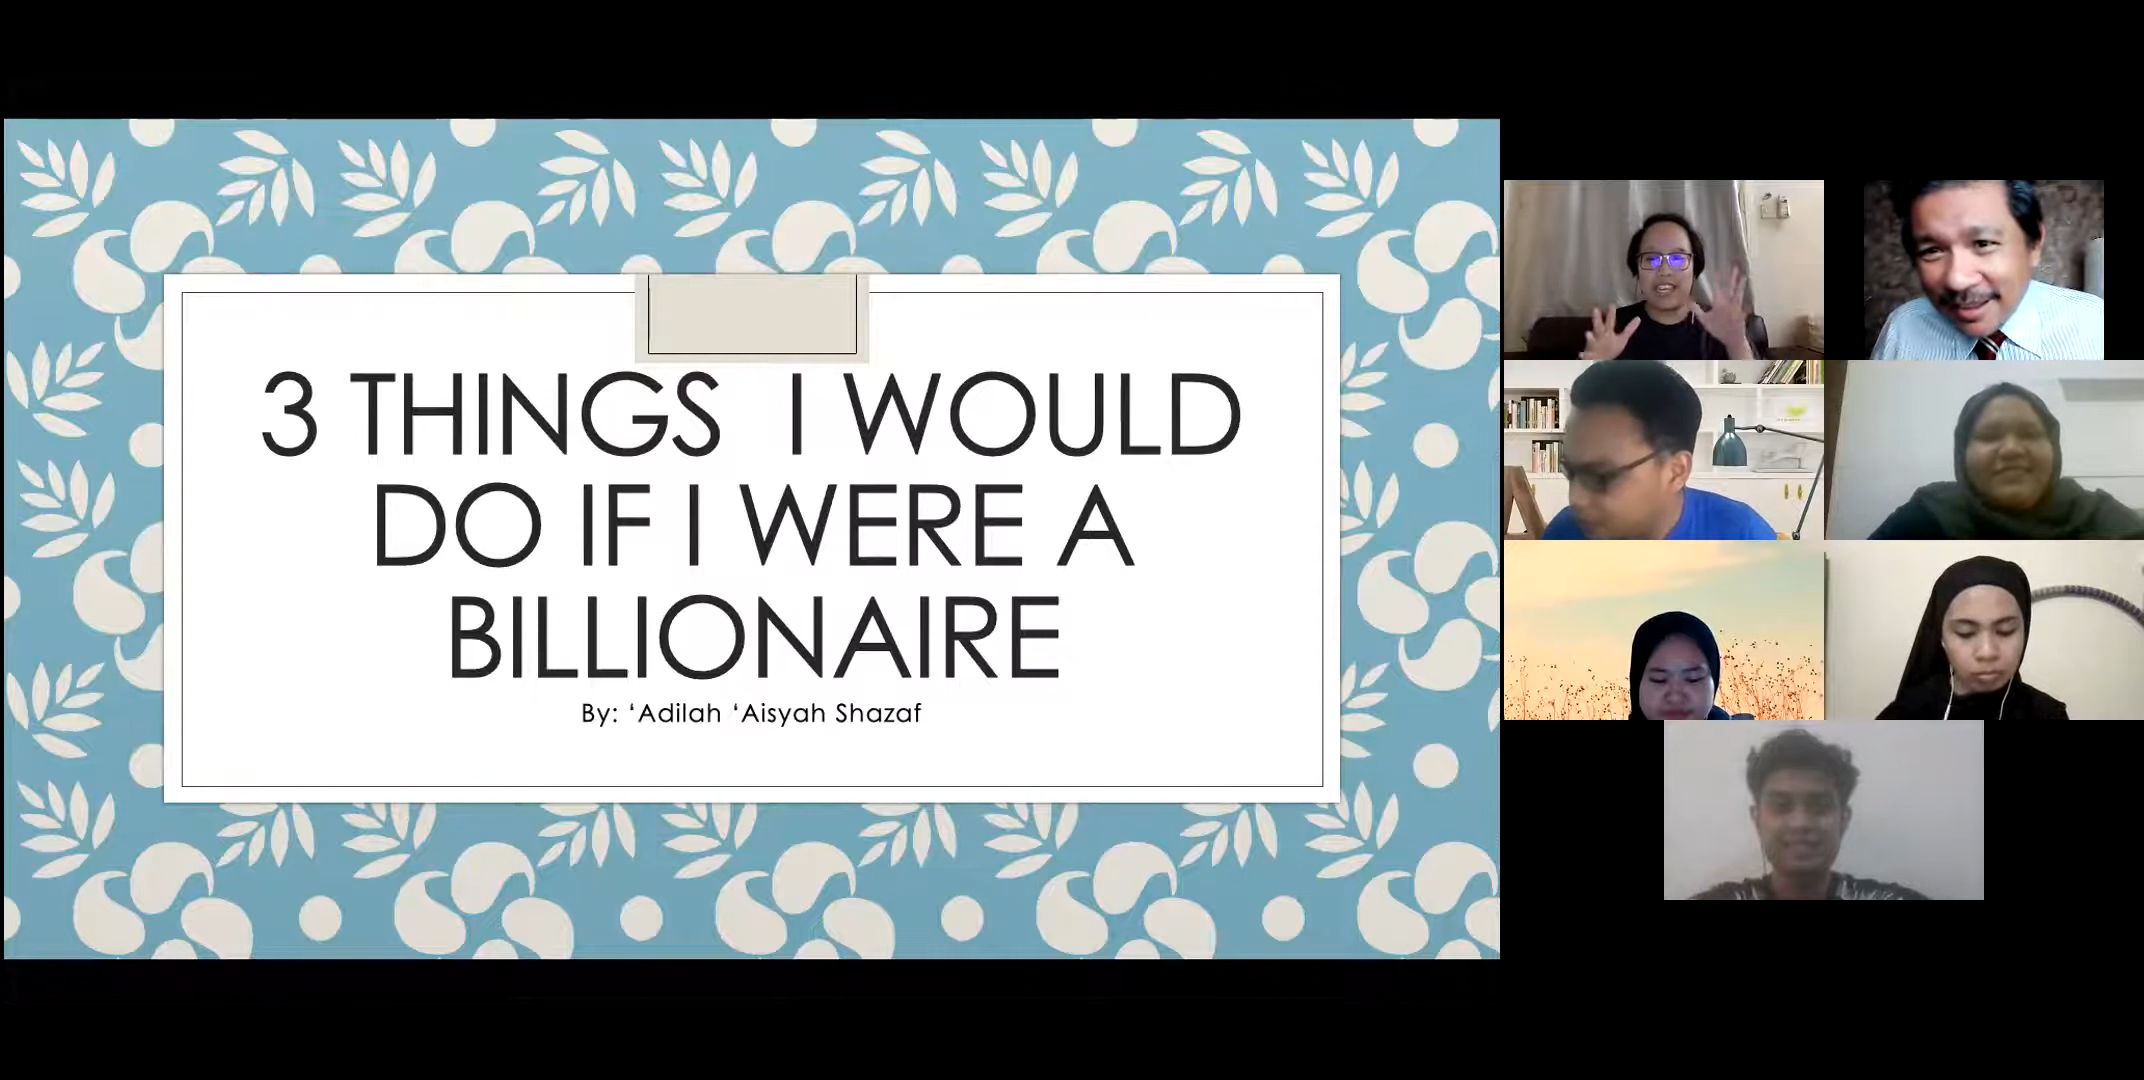 3 THINGS  I WOULD
DO IF I WERE A
BILLIONAIRE
By: ‘Adilah ‘Aisyah Shazaf